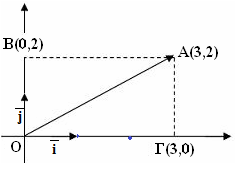 B(0,2)
A(3,2)
j
O
i
Γ(3,0)